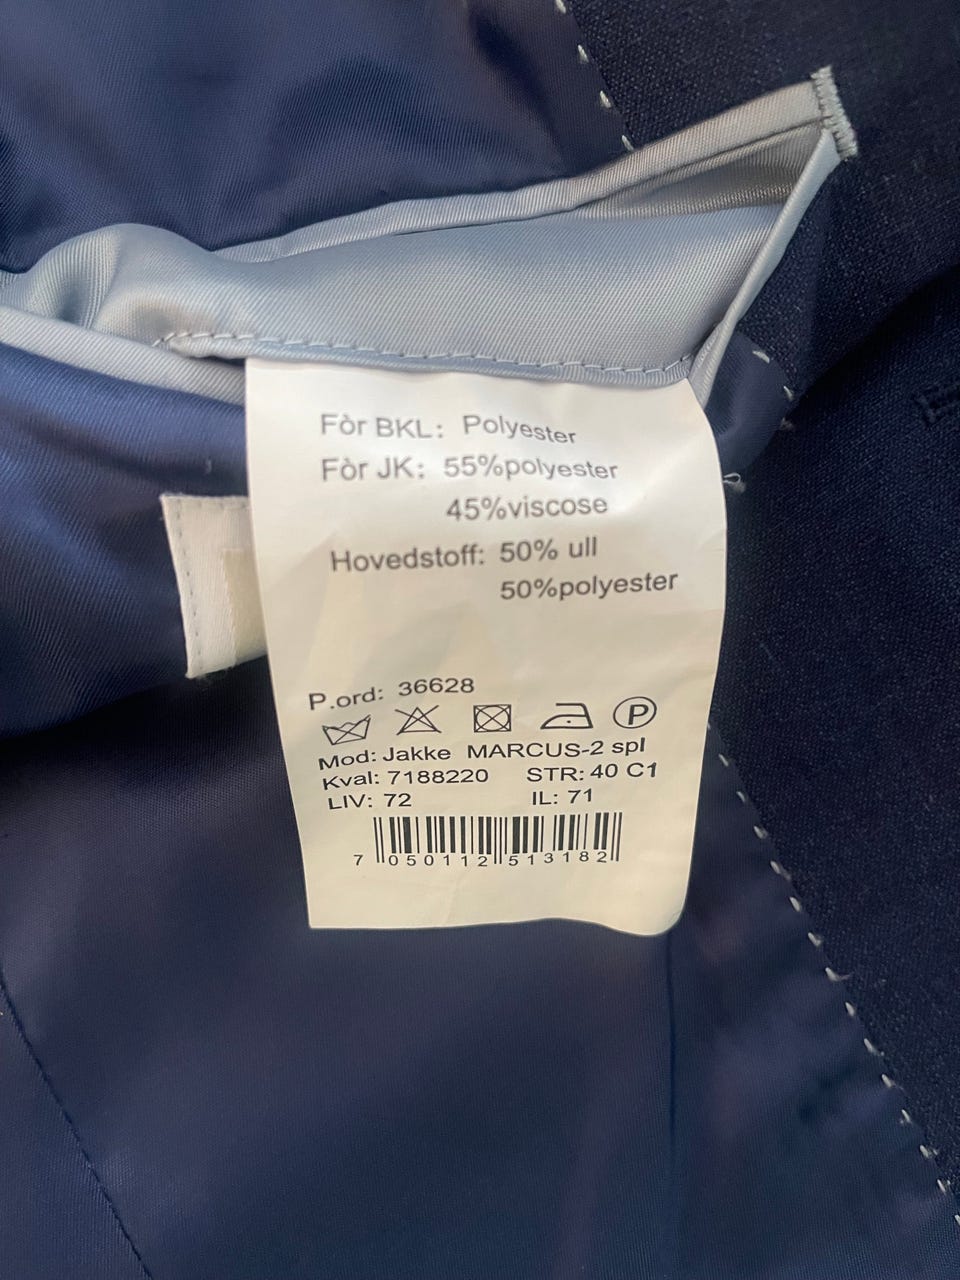 Fòr BKL: Polyester
Fòr JK: 55%polyester
45%viscose
Hovedstoff: 50% ull
50%polyester
P.ord: 36628
P
Mod: Jakke MARCUS-2 spl
Kval: 7188220 STR: 40 C1
LIV: 72 IL: 71
7 050112 513182